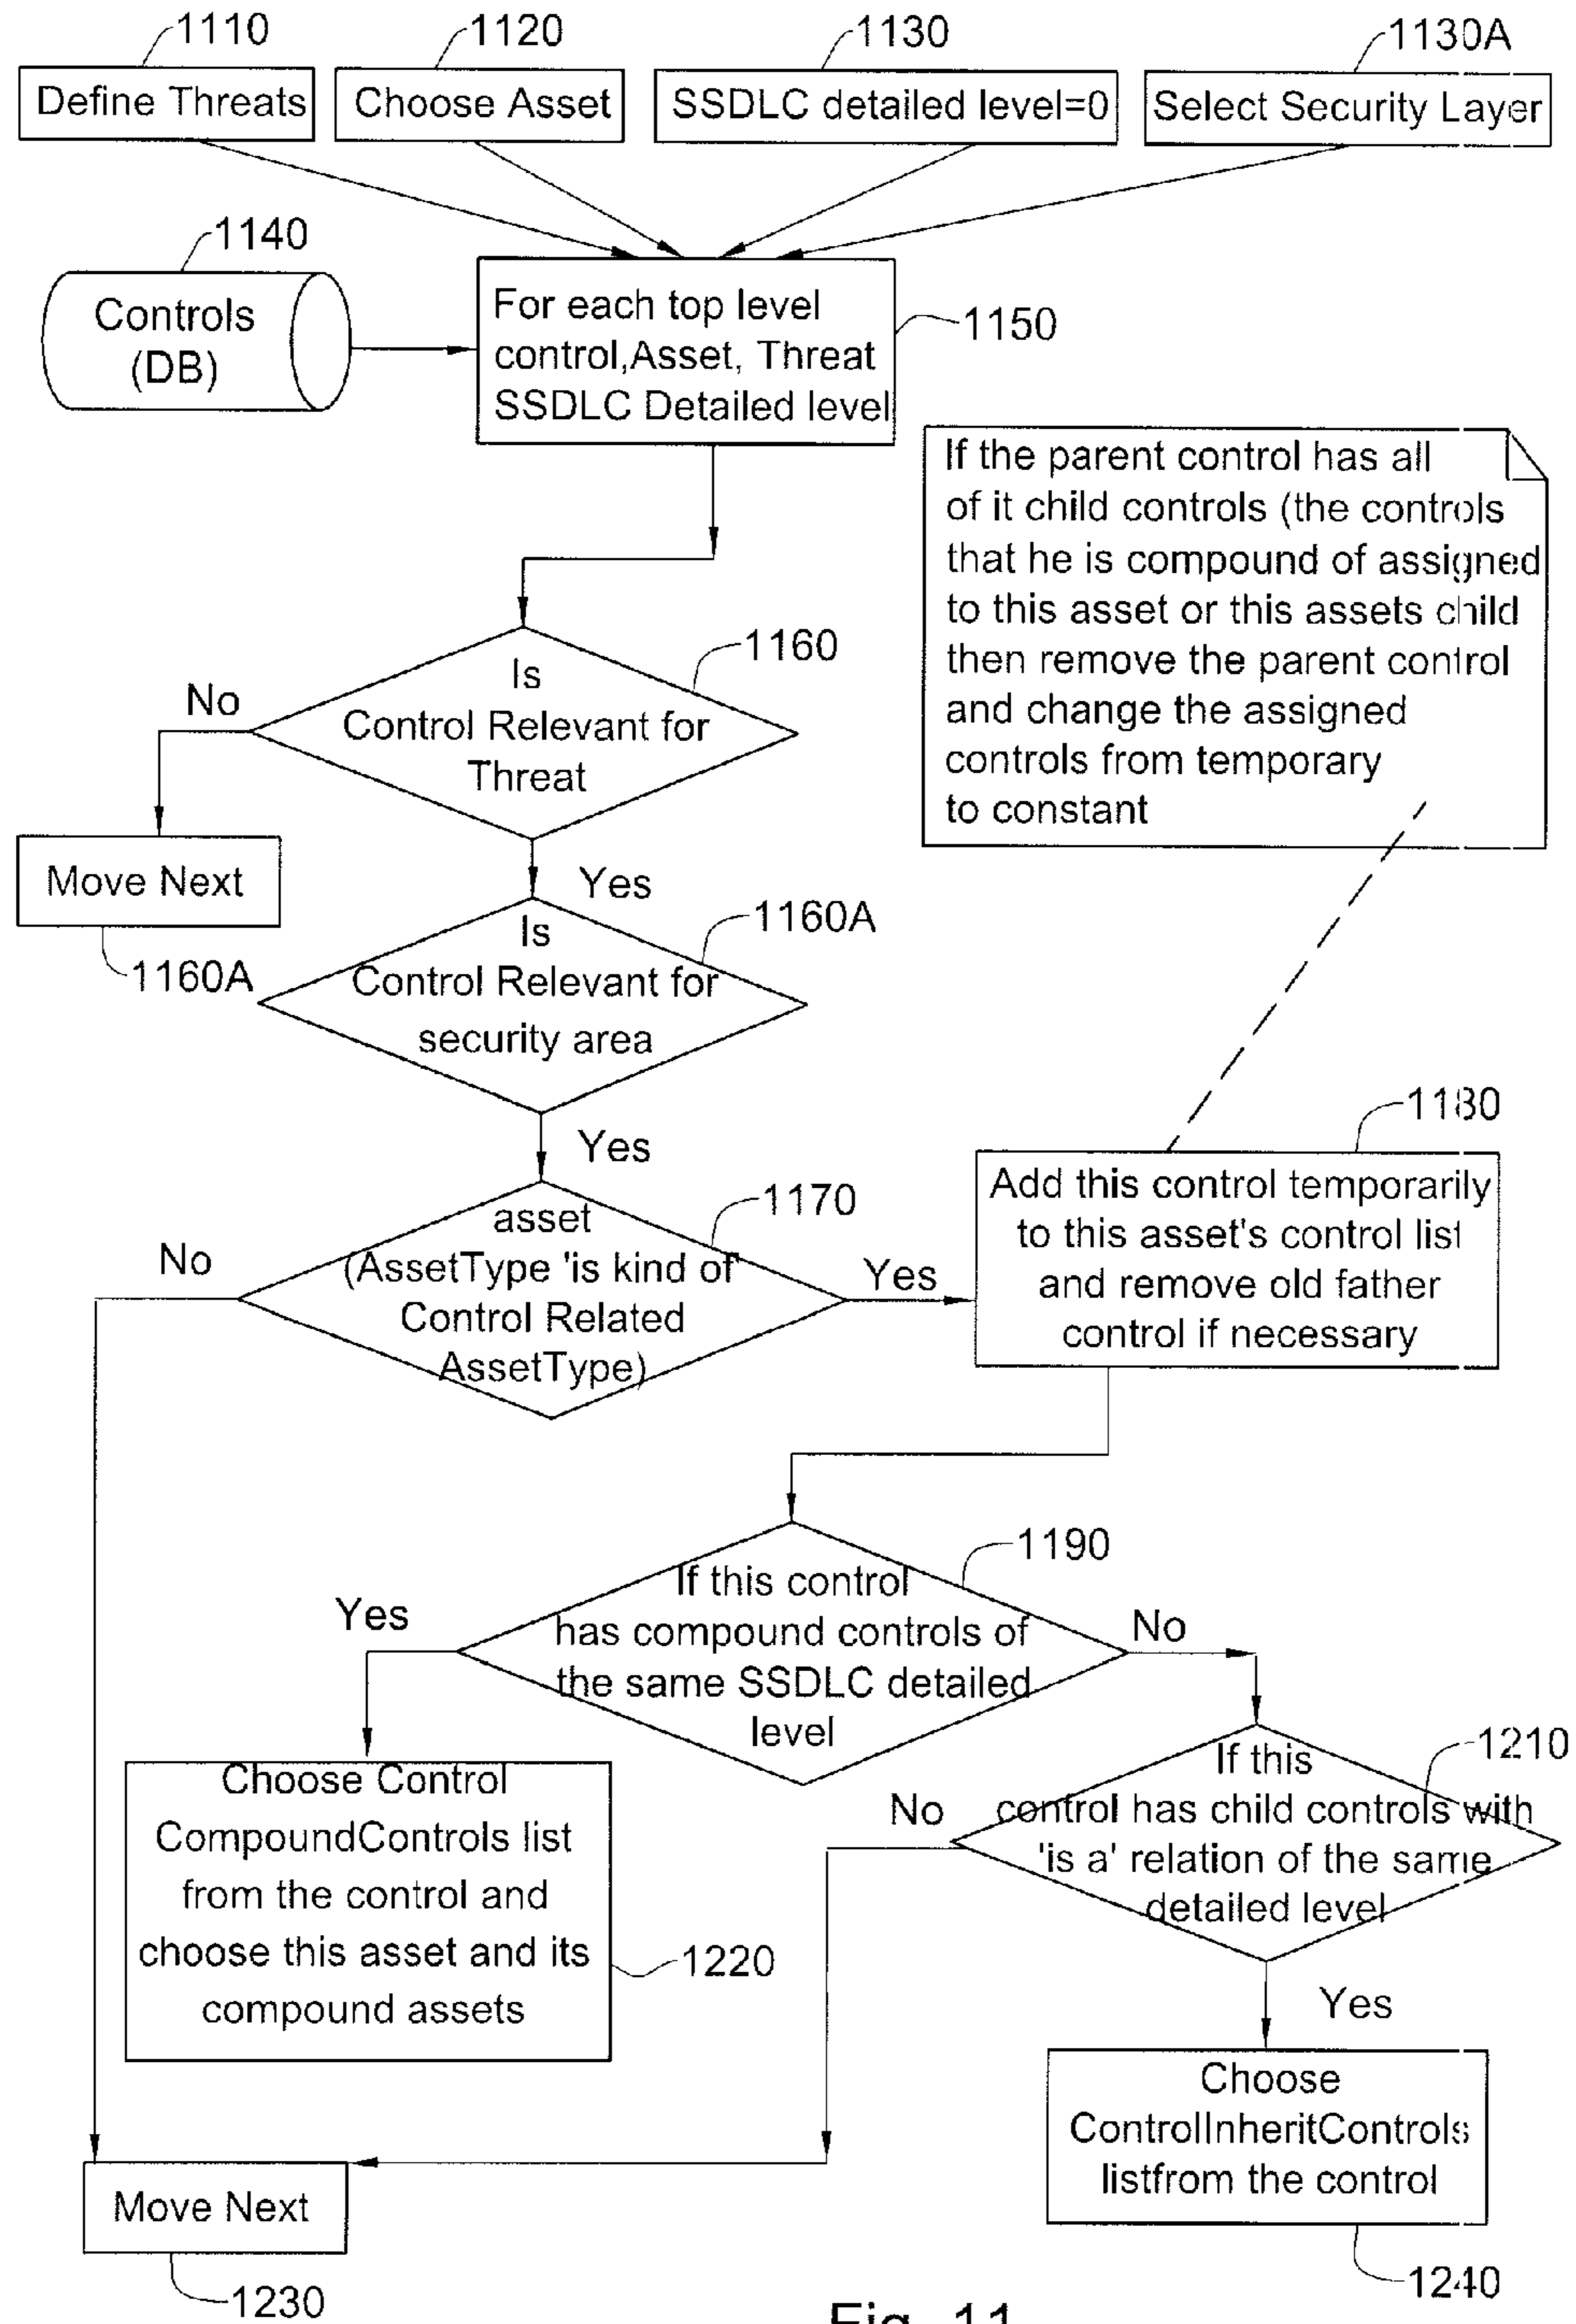 1110
1120
1130
1130A
Define Threats
Choose Asset
SSDLC detailed level=0
Select Security Layer
1140
Controls
(DB)
For each top level
control,Asset, Threat
SSDLC Detailed level
1150
If the parent control has all
of it child controls (the controls
that he is compound of assigned
to this asset or this assets child
then remove the parent control
and change the assigned
controls from temporary
to constant
1160
Is
Control Relevant for
Threat
No
Move Next
1160A
Yes
1160A
Is
Control Relevant for
security area
Yes
1170
asset
(AssetType 'is kind of
Control Related
AssetType)
No
Yes
1180
Add this control temporarily
to this asset's control list
and remove old father
control if necessary
1190
If this control
has compound controls of
the same SSDLC detailed
level
Yes
No
1210
If this
control has child controls with
'is a' relation of the same
detailed level
No
Yes
Choose Control
CompoundControls list
from the control and
choose this asset and its
compound assets
1220
Choose
ControlInheritControls
listfrom the control
1240
Move Next
1230
Fig. 11